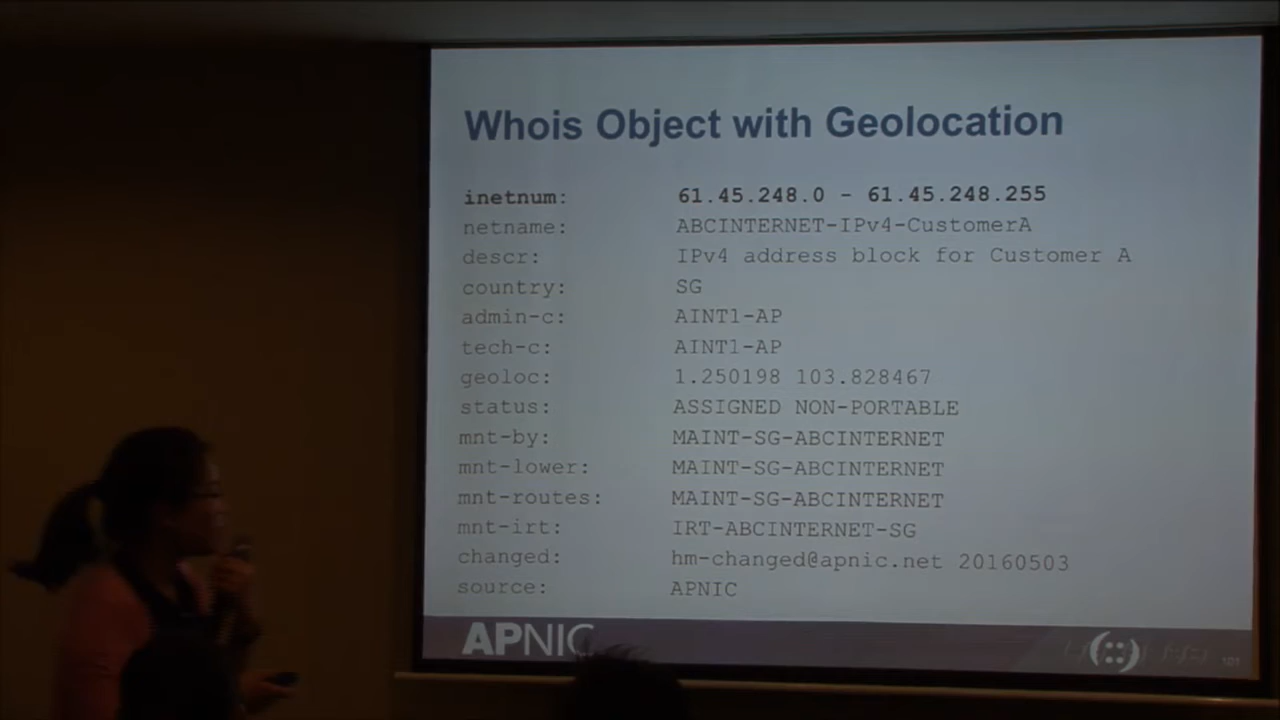 Whois Object with Geolocation
inetnum: 61.45.248.0 - 61.45.248.255
netname: ABCINTERNET-IPv4-CustomerA
descr: IPv4 address block for Customer A
country: SG
admin-c: AINT1-AP
tech-c: AINT1-AP
geoloc: 1.250198 103.828467
status: ASSIGNED NON-PORTABLE
mnt-by: MAINT-SG-ABCINTERNET
mnt-lower: MAINT-SG-ABCINTERNET
mnt-routes: MAINT-SG-ABCINTERNET
mnt-irt: IRT-ABCINTERNET-SG
changed: hm-changed@apnic.net 20160503
source: APNIC
APNIC
101